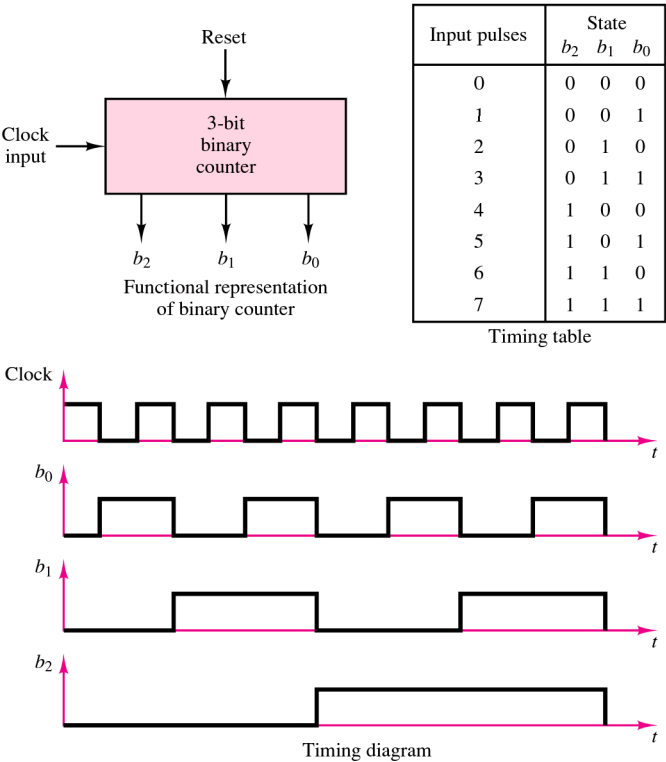 Reset
Clock
input
3-bit
binary
counter
b2 b1 b0
Functional representation
of binary counter
Input pulses State
b2 b1 b0
0 0 0 0
1 0 0 1
2 0 1 0
3 0 1 1
4 1 0 0
5 1 0 1
6 1 1 0
7 1 1 1
Timing table
Clock
t
b0
t
b1
t
b2
t
Timing diagram